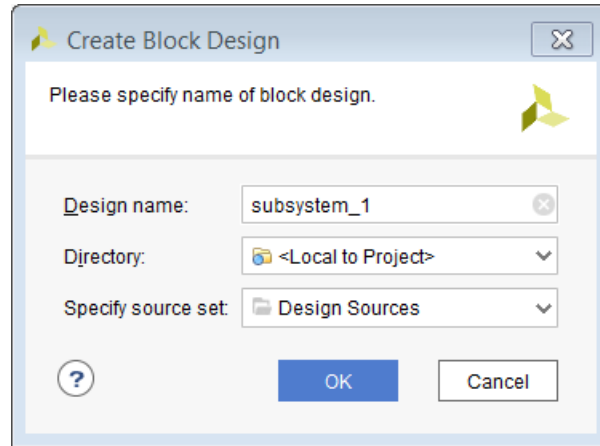 Create Block Design
Please specify name of block design.
Design name: subsystem_1
Directory: <Local to Project>
Specify source set: Design Sources
? OK Cancel